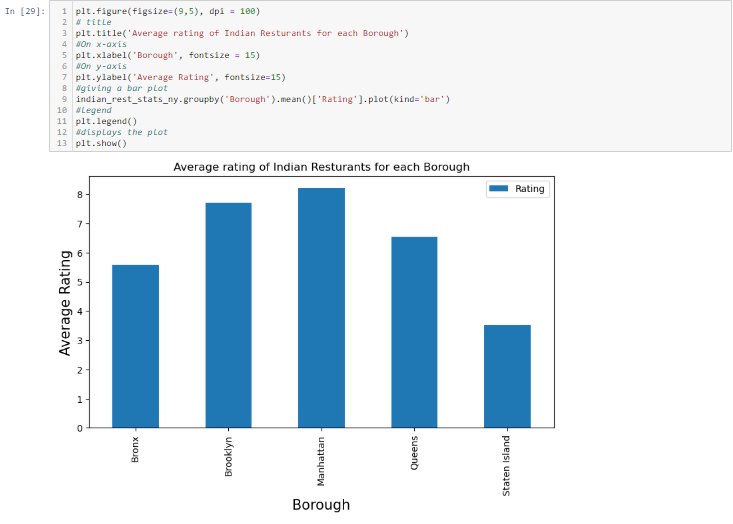 In [29]:
1 plt.figure(figsize=(9,5), dpi = 100)
2 # title
3 plt.title('Average rating of Indian Resturants for each Borough')
4 #On x-axis
5 plt.xlabel('Borough', fontsize = 15)
6 #On y-axis
7 plt.ylabel('Average Rating', fontsize=15)
8 #giving a bar plot
9 indian_rest_stats_ny.groupby('Borough').mean()['Rating'].plot(kind='bar')
10 #legend
11 plt.legend()
12 #displays the plot
13 plt.show()
Average rating of Indian Resturants for each Borough
Rating
Average Rating
8
7
6
5
4
3
2
1
0
Bronx
Brooklyn
Manhattan
Queens
Staten Island
Borough